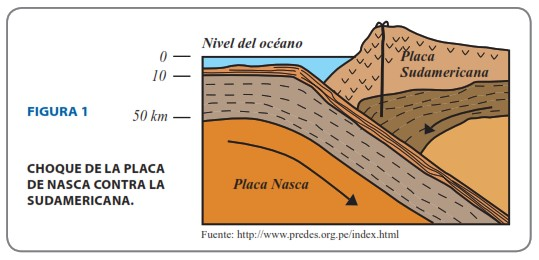 FIGURA 1
CHOQUE DE LA PLACA
DE NASCA CONTRA LA
SUDAMERICANA.
Nivel del océano
0
10
50 km
Placa
Sudamericana
Placa Nasca
Fuente: http://www.predes.org.pe/index.html